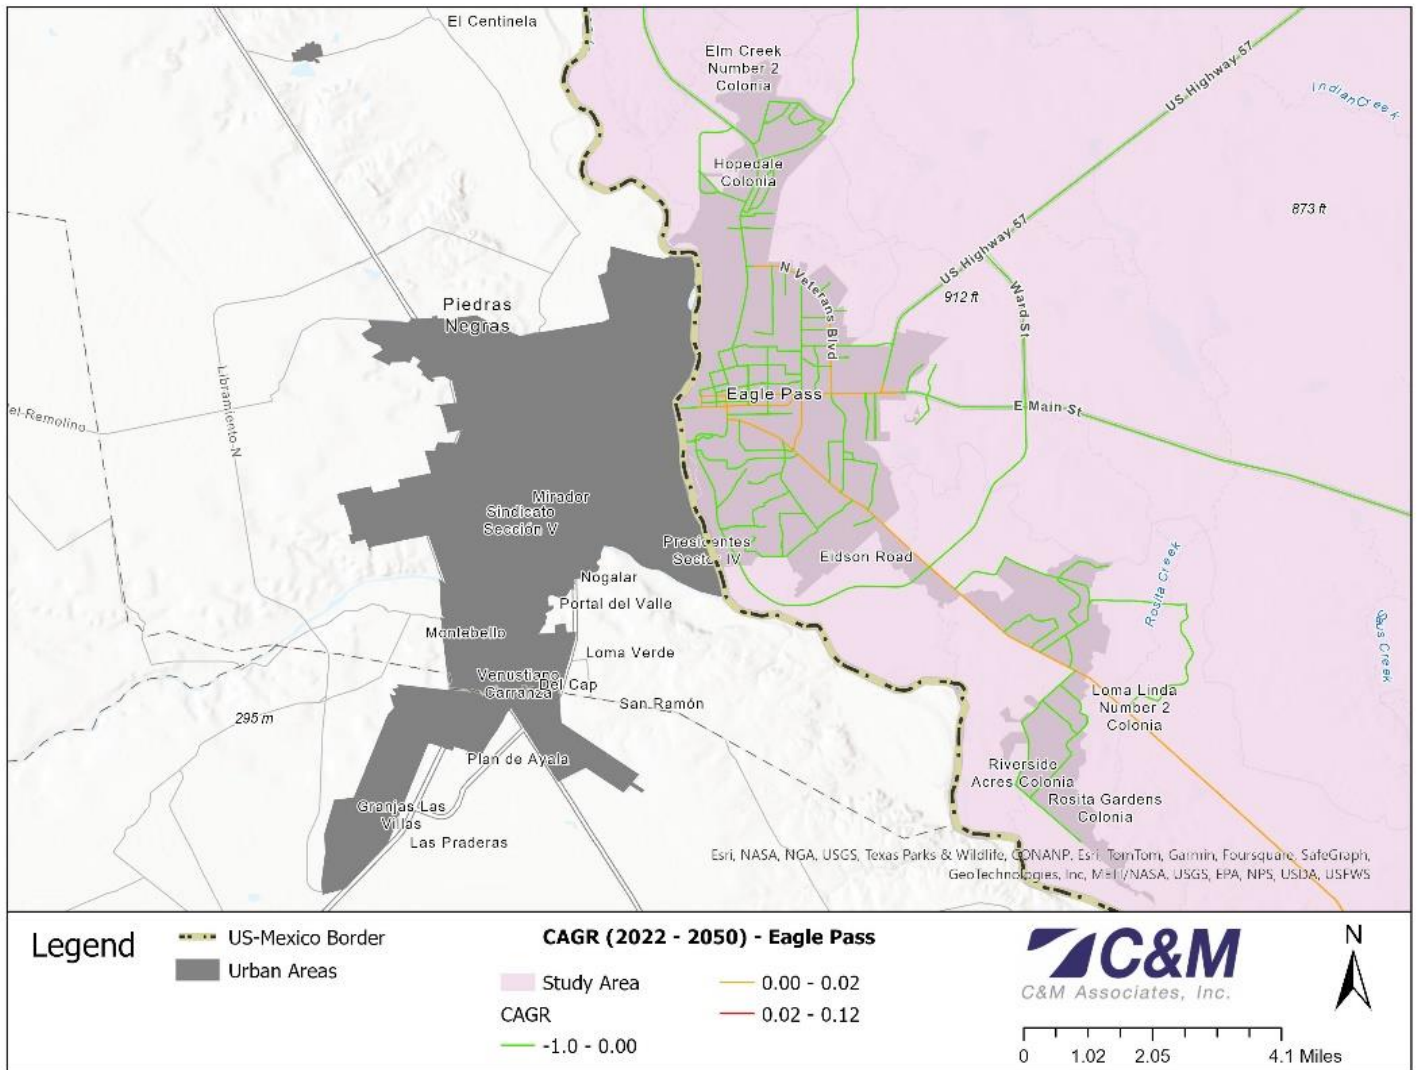 El Centinela
Elm Creek
Number 2
Colonia
US Highway 57
IndianCreek
Hopedale
Colonia
873 ft
US Highway 57
N Veterans Blvd
912 ft
Ward St
Piedras
Negras
Libramiento-N
el-Remolino
Eagle Pass
E Main St
Mirador
Sindicato
Sección V
Presidentes
Sector IV
Eidson Road
Rosita Creek
Nogalar
Portal del Valle
Montebello
Loma Verde
Venustiano
Carranza
Del Cap
San Ramón
295 m
Loma Linda
Number 2
Colonia
Plan de Ayala
Riverside
Acres Colonia
Rosita Gardens
Colonia
Granjas Las
Villas
Las Praderas
Esri, NASA, NGA, USGS, Texas Parks & Wildlife, CONANP, Esri, TomTom, Garmin, Foursquare, SafeGraph,
GeoTechnologies, Inc, METI/NASA, USGS, EPA, NPS, USDA, USFWS
Legend
US-Mexico Border
Urban Areas
CAGR (2022 - 2050) - Eagle Pass
Study Area
CAGR
-1.0 - 0.00
0.00 - 0.02
0.02 - 0.12
C&M
C&M Associates, Inc.
N
0 1.02 2.05 4.1 Miles